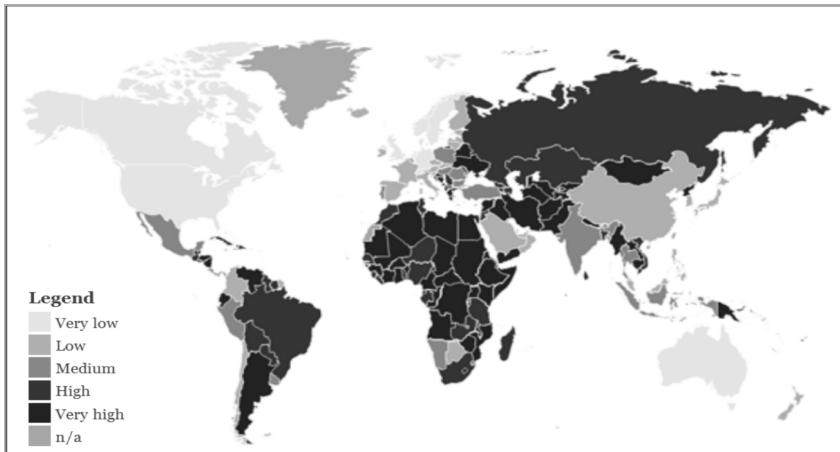 Legend
Very low
Low
Medium
High
Very high
n/a